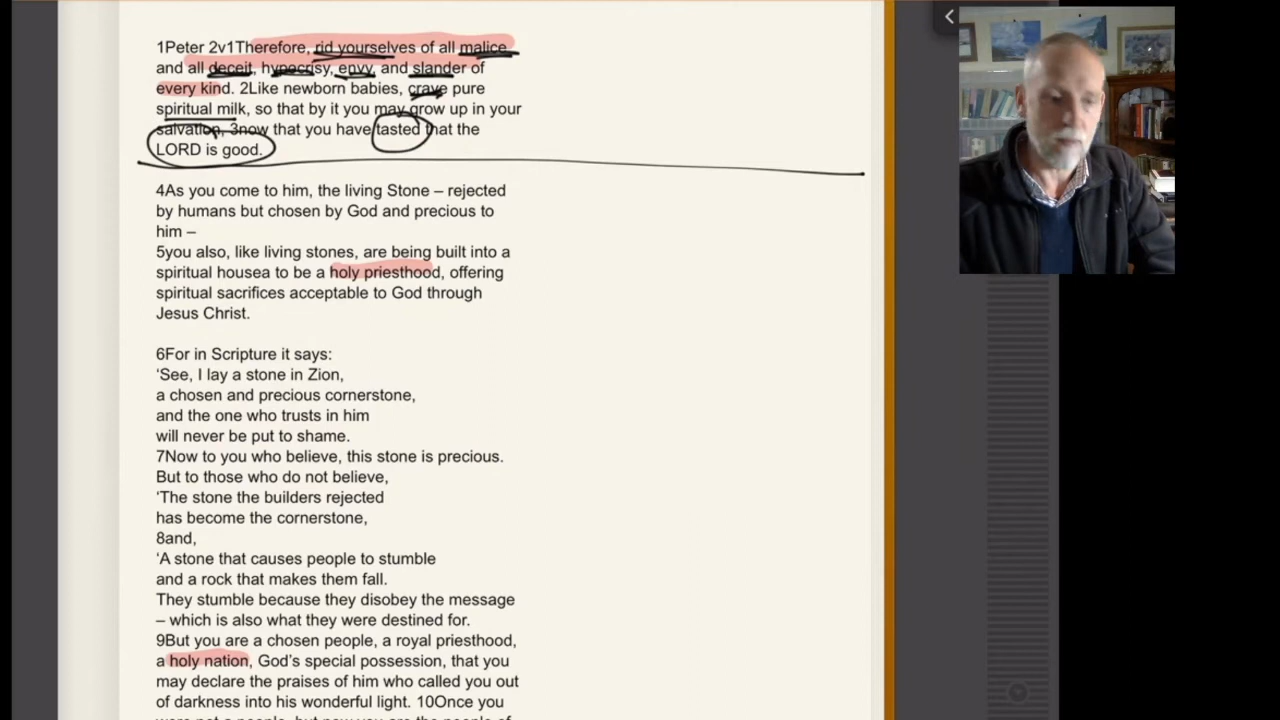 1Peter 2v1Therefore, rid yourselves of all malice
and all deceit, hypocrisy, envy, and slander of
every kind. 2Like newborn babies, crave pure
spiritual milk, so that by it you may grow up in your
salvation, 3now that you have tasted that the
LORD is good.
4As you come to him, the living Stone – rejected
by humans but chosen by God and precious to
him –
5you also, like living stones, are being built into a
spiritual housea to be a holy priesthood, offering
spiritual sacrifices acceptable to God through
Jesus Christ.
6For in Scripture it says:
‘See, I lay a stone in Zion,
a chosen and precious cornerstone,
and the one who trusts in him
will never be put to shame.
7Now to you who believe, this stone is precious.
But to those who do not believe,
‘The stone the builders rejected
has become the cornerstone,
8and,
‘A stone that causes people to stumble
and a rock that makes them fall.
They stumble because they disobey the message
– which is also what they were destined for.
9But you are a chosen people, a royal priesthood,
a holy nation, God’s special possession, that you
may declare the praises of him who called you out
of darkness into his wonderful light. 10Once you
were not a people, but now you are the people of